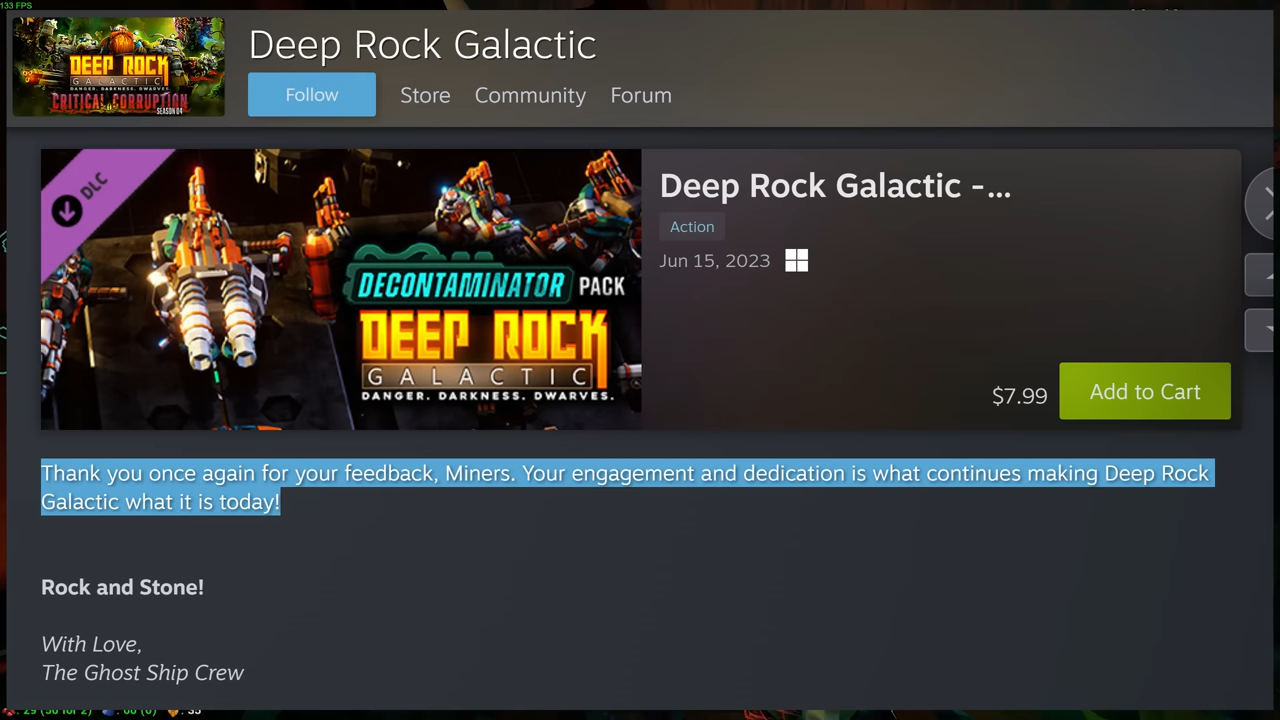 133 FPS
DEEP ROCK
GALACTIC
DANGER. DARKNESS. DWARVES.
CRITICAL CORRUPTION
SEASON 04
Deep Rock Galactic
Follow
Store
Community
Forum
DLC
DECONTAMINATOR PACK
DEEP ROCK
GALACTIC
DANGER. DARKNESS. DWARVES.
Deep Rock Galactic -...
Action
Jun 15, 2023
$7.99
Add to Cart
Thank you once again for your feedback, Miners. Your engagement and dedication is what continues making Deep Rock
Galactic what it is today!
Rock and Stone!
With Love,
The Ghost Ship Crew